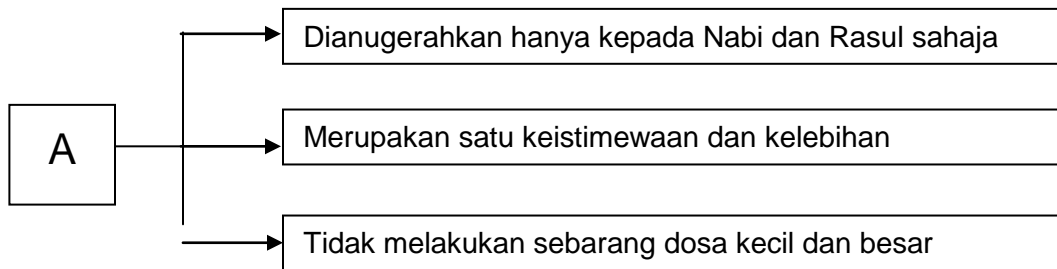 Dianugerahkan hanya kepada Nabi dan Rasul sahaja
A
Merupakan satu keistimewaan dan kelebihan
Tidak melakukan sebarang dosa kecil dan besar